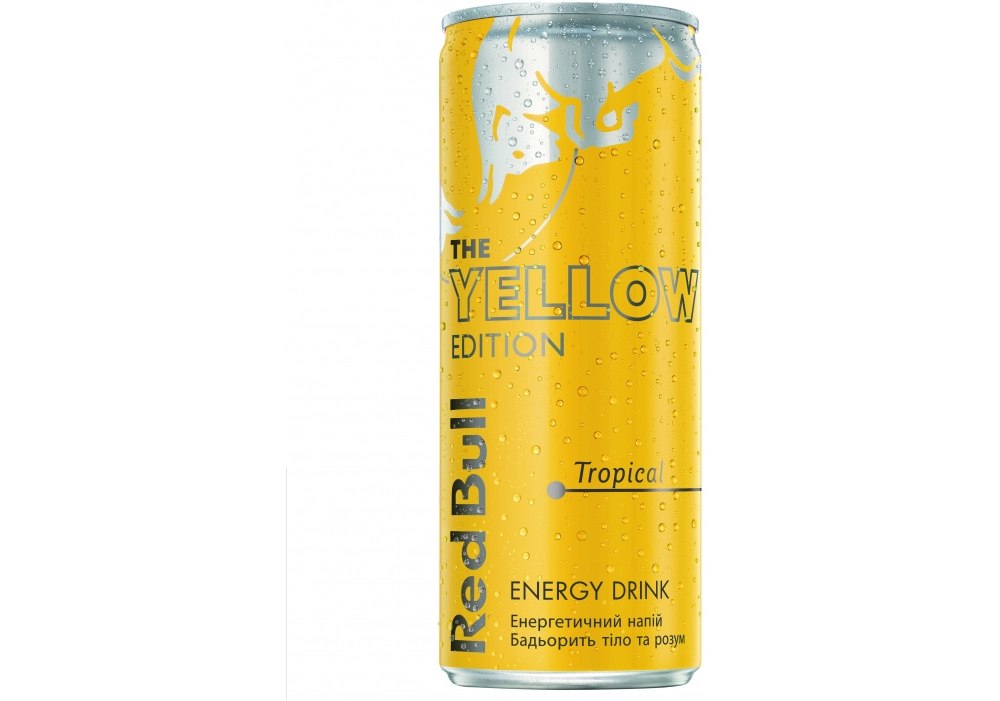 THE
YELLOW
EDITION
Red Bull
Tropical
ENERGY DRINK
Енергетичний напій
Бадьорить тіло та розум